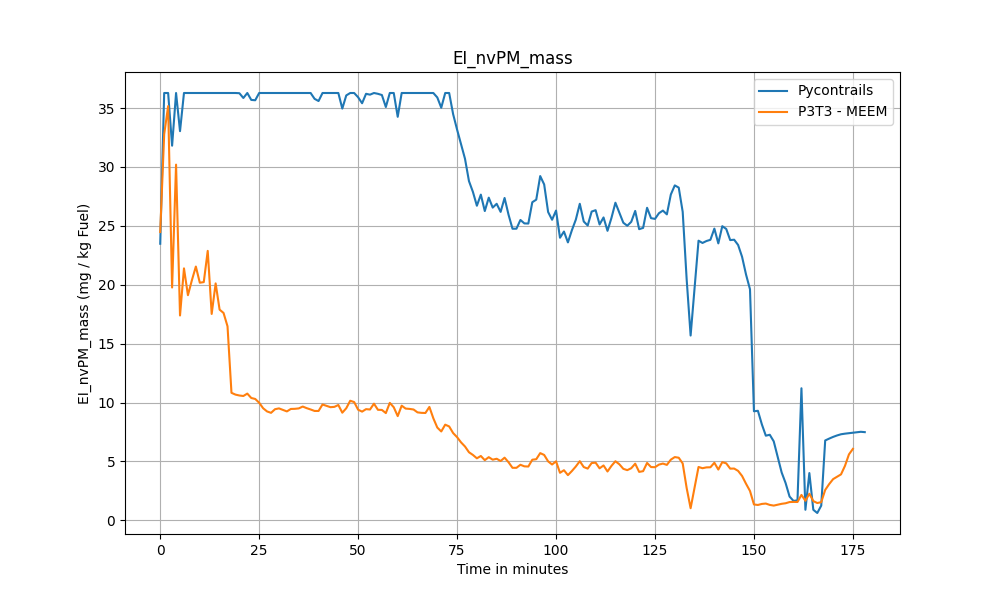 EI_nvPM_mass
Pycontrails
P3T3 - MEEM
EI_nvPM_mass (mg / kg Fuel)
35
30
25
20
15
10
5
0
0 25 50 75 100 125 150 175
Time in minutes